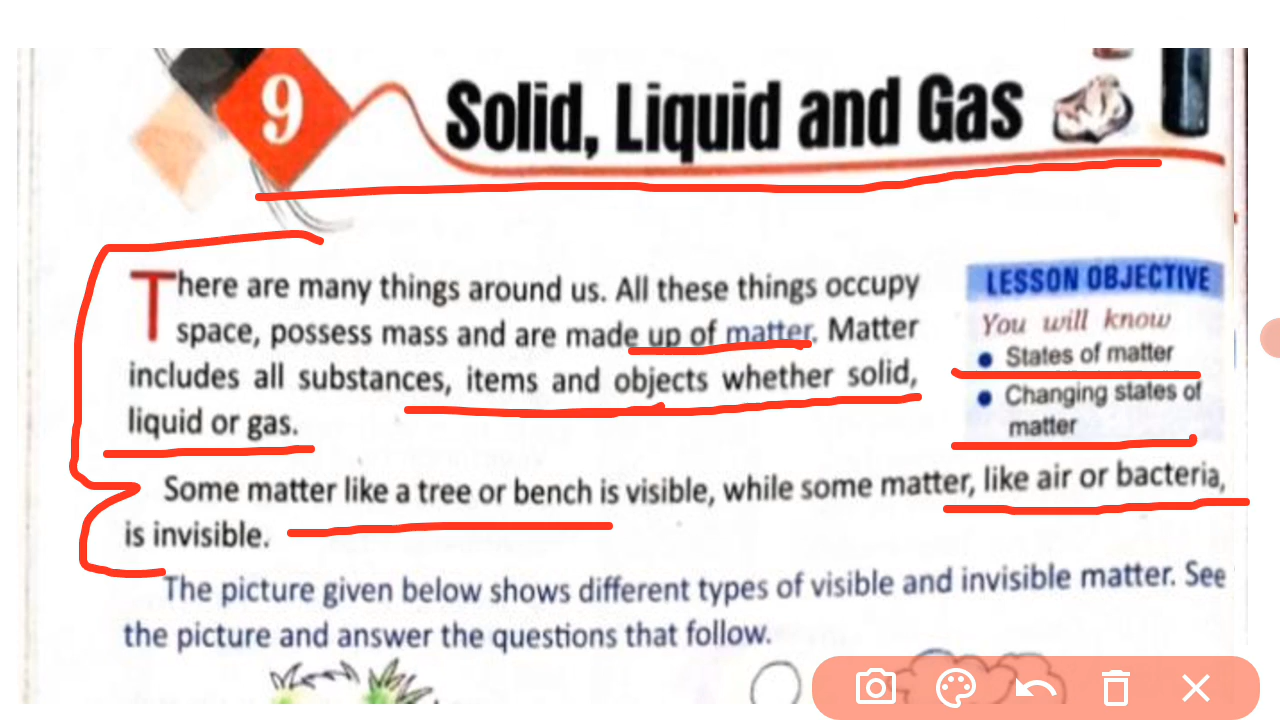 9
Solid, Liquid and Gas
There are many things around us. All these things occupy
space, possess mass and are made up of matter. Matter
includes all substances, items and objects whether solid,
liquid or gas.
LESSON OBJECTIVE
You will know
• States of matter
• Changing states of
matter
Some matter like a tree or bench is visible, while some matter, like air or bacteria,
is invisible.
The picture given below shows different types of visible and invisible matter. See
the picture and answer the questions that follow.